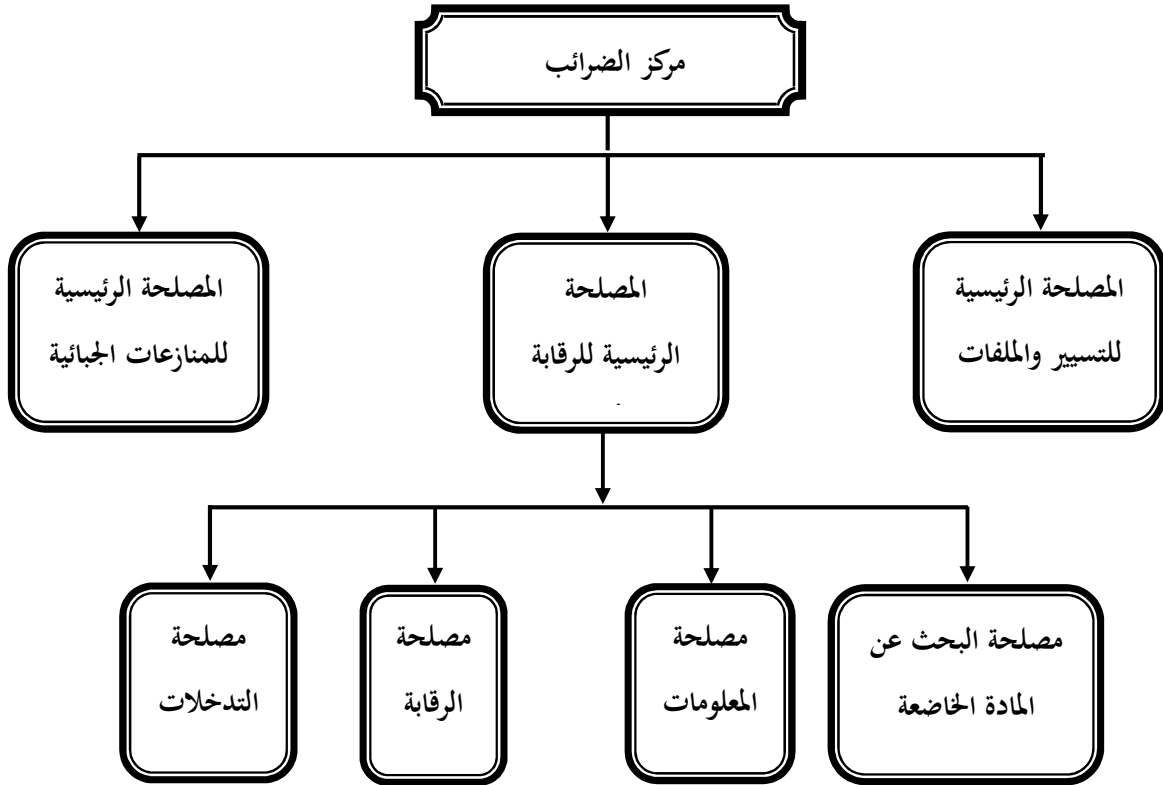 مركز الضرائب
المصلحة الرئيسية
للتسيير والملفات
المصلحة
الرئيسية للرقابة
المصلحة الرئيسية
للمنازعات الجبائية
مصلحة البحث عن
المادة الخاضعة
مصلحة
المعلومات
مصلحة
الرقابة
مصلحة
التدخلات